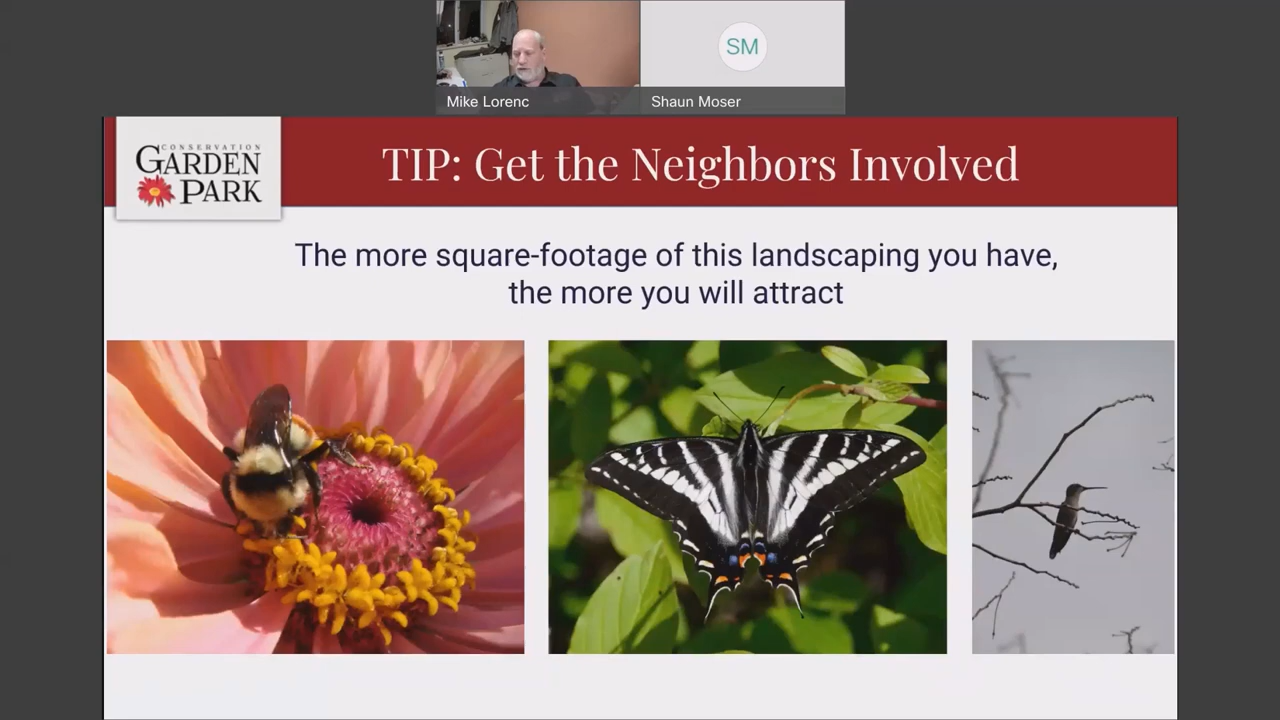 SM
Mike Lorenc
Shaun Moser
CONSERVATION
GARDEN
PARK
TIP: Get the Neighbors Involved
The more square-footage of this landscaping you have,
the more you will attract